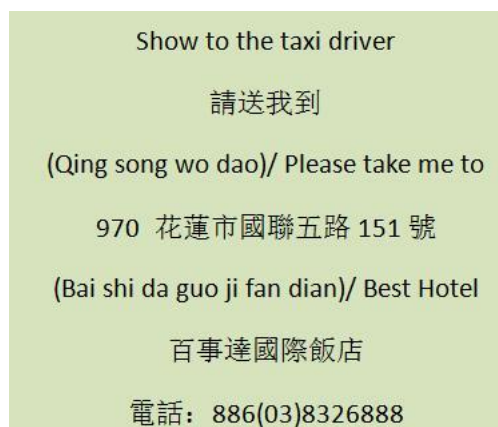 Show to the taxi driver
請送我到
(Qing song wo dao)/ Please take me to
970 花蓮市國聯五路 151 號
(Bai shi da guo ji fan dian)/ Best Hotel
百事達國際飯店
電話：886(03)8326888